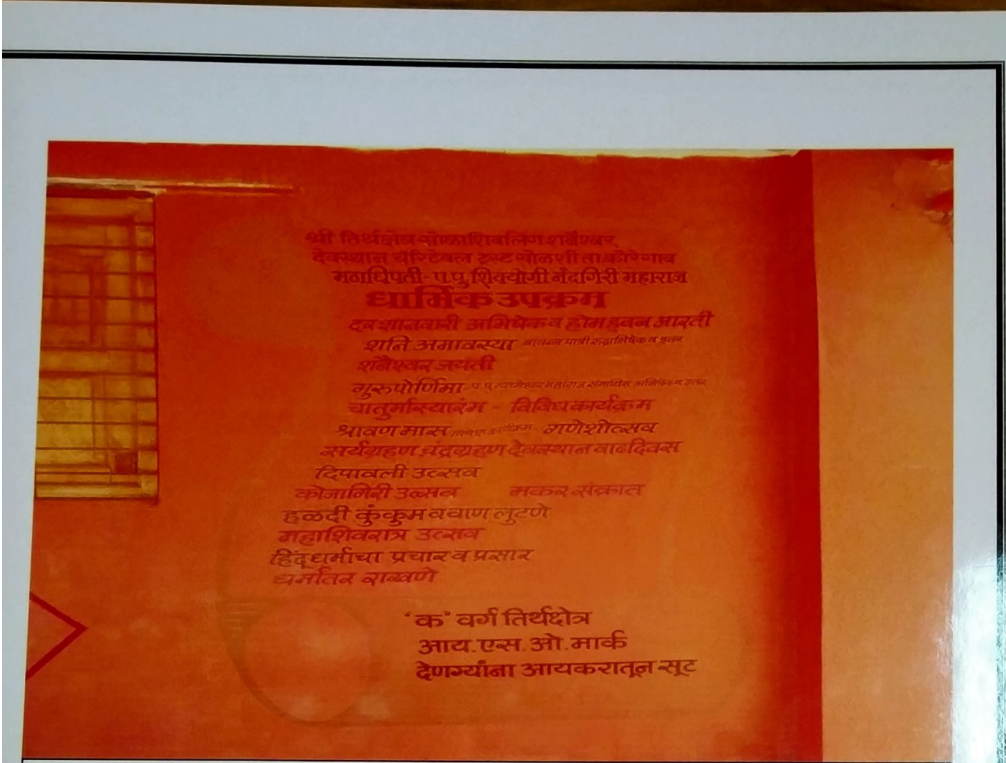 श्री तिर्थक्षेत्र सोळाशिवलिंग शनैश्वर
देवस्थान चॅरिटेबल ट्रस्ट सोळशी ता कोरेगाव
मठाधिपती - प.पु. शिवयोगी नंदगिरी महाराज
धार्मिक उपक्रम
दर शनिवारी अभिषेक व होमहवन आरती
शनि अमावस्या
शनैश्वर जयंती
गुरुपोर्णिमा -
चातुर्मास्यारंभ - विविध कार्यक्रम
श्रावण मास गणेशोत्सव
सुर्यग्रहण चंद्रग्रहण देवस्थान वाढदिवस
दिपावली उत्सव
कोजागिरी उत्सव मकर संक्रात
हळदी कुंकुम व वाण लुटणे
महाशिवरात्र उत्सव
हिंदू धर्माचा प्रचार व प्रसार
धर्मांतर राखणे
'क' वर्ग तिर्थक्षेत्र
आय.एस.ओ.मार्क
देणग्यांना आयकरातून सूट